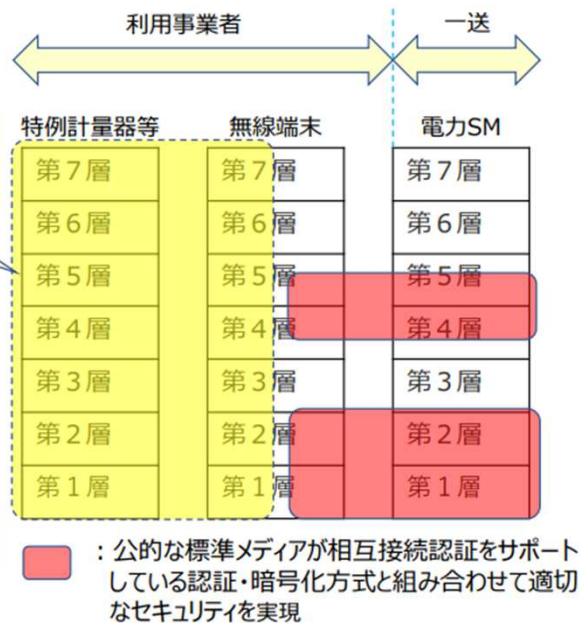 利用事業者 一送
特例計量器等 無線端末 電力SM
第7層 第7層 第7層
第6層 第6層 第6層
第5層 第5層 第5層
第4層 第4層 第4層
第3層 第3層 第3層
第2層 第2層 第2層
第1層 第1層 第1層
：公的な標準メディアが相互接続認証をサポート
している認証・暗号化方式と組み合わせて適切
なセキュリティを実現